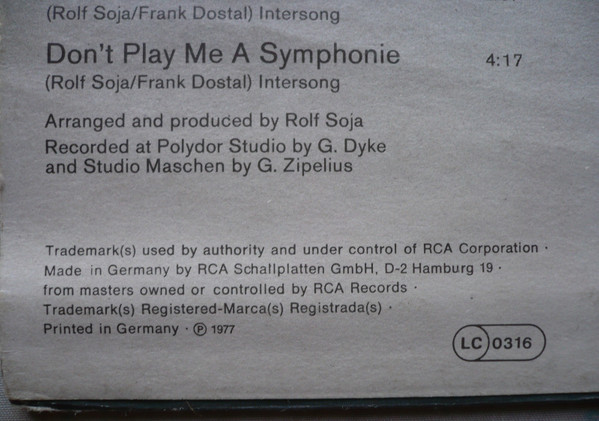 (Rolf Soja/Frank Dostal) Intersong
Don't Play Me A Symphonie 4:17
(Rolf Soja/Frank Dostal) Intersong
Arranged and produced by Rolf Soja
Recorded at Polydor Studio by G. Dyke
and Studio Maschen by G. Zipelius
Trademark(s) used by authority and under control of RCA Corporation ·
Made in Germany by RCA Schallplatten GmbH, D-2 Hamburg 19 ·
from masters owned or controlled by RCA Records ·
Trademark(s) Registered-Marca(s) Registrada(s) ·
Printed in Germany · ℗ 1977
LC 0316